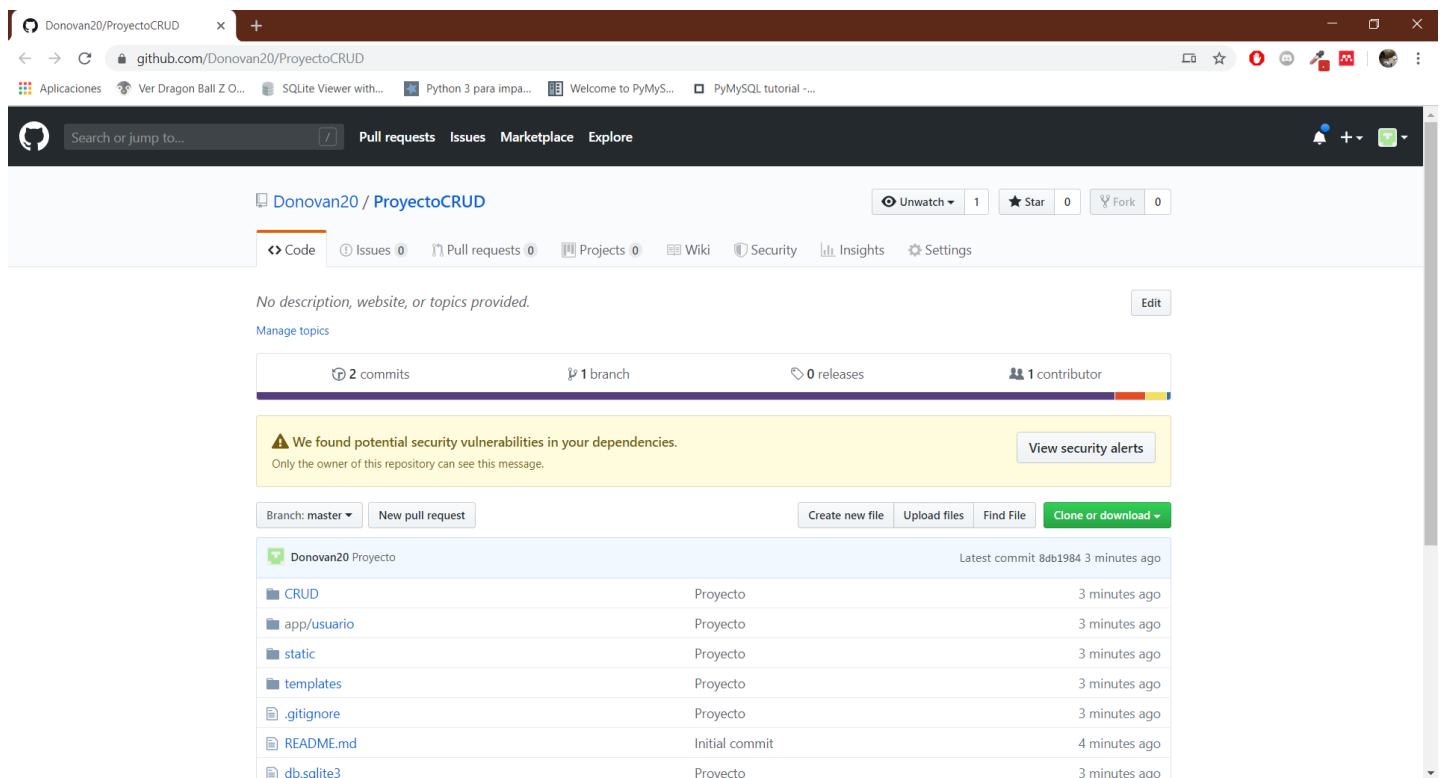 Donovan20/ProyectoCRUD
github.com/Donovan20/ProyectoCRUD
Aplicaciones Ver Dragon Ball Z O... SQLite Viewer with... Python 3 para impa... Welcome to PyMyS... PyMySQL tutorial -...
Search or jump to... / Pull requests Issues Marketplace Explore
Donovan20 / ProyectoCRUD Unwatch 1 Star 0 Fork 0
Code Issues 0 Pull requests 0 Projects 0 Wiki Security Insights Settings
No description, website, or topics provided. Edit
Manage topics
2 commits 1 branch 0 releases 1 contributor
We found potential security vulnerabilities in your dependencies.
Only the owner of this repository can see this message.
View security alerts
Branch: master New pull request Create new file Upload files Find File Clone or download
Donovan20 Proyecto Latest commit 8db1984 3 minutes ago
CRUD Proyecto 3 minutes ago
app/usuario Proyecto 3 minutes ago
static Proyecto 3 minutes ago
templates Proyecto 3 minutes ago
.gitignore Proyecto 3 minutes ago
README.md Initial commit 4 minutes ago
db.sqlite3 Proyecto 3 minutes ago